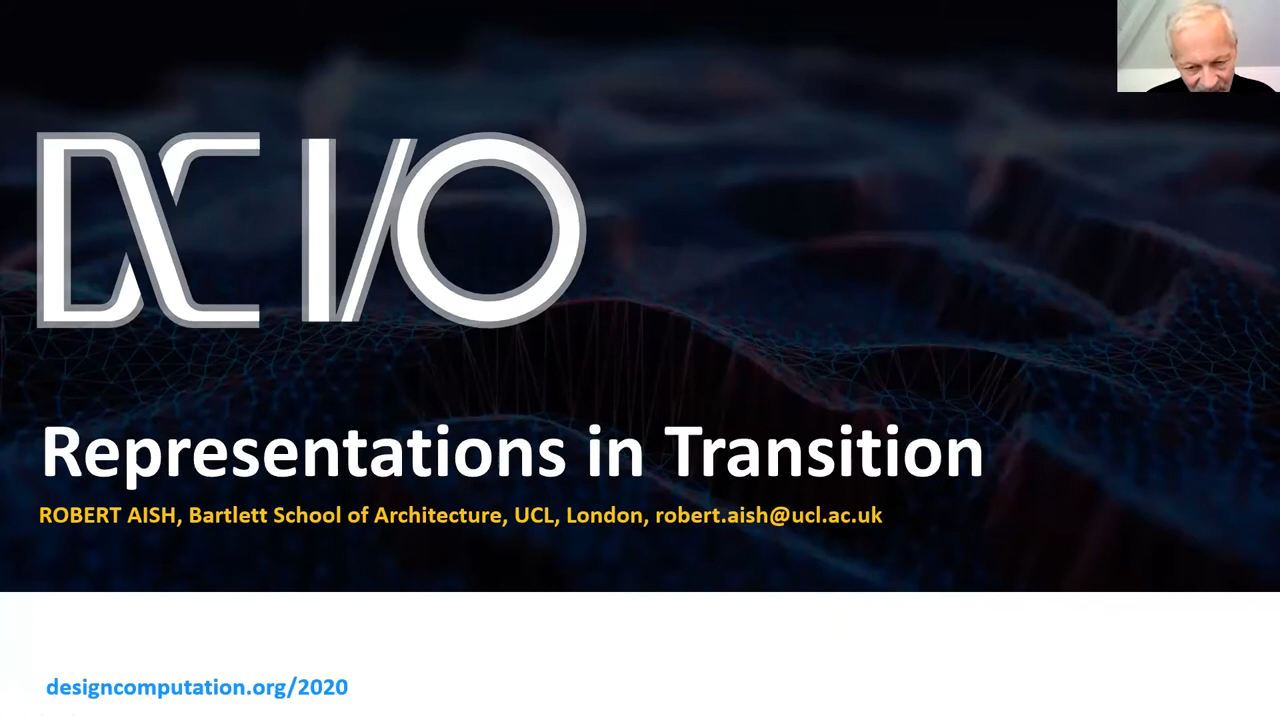 DC I/O
Representations in Transition
ROBERT AISH, Bartlett School of Architecture, UCL, London, robert.aish@ucl.ac.uk
designcomputation.org/2020